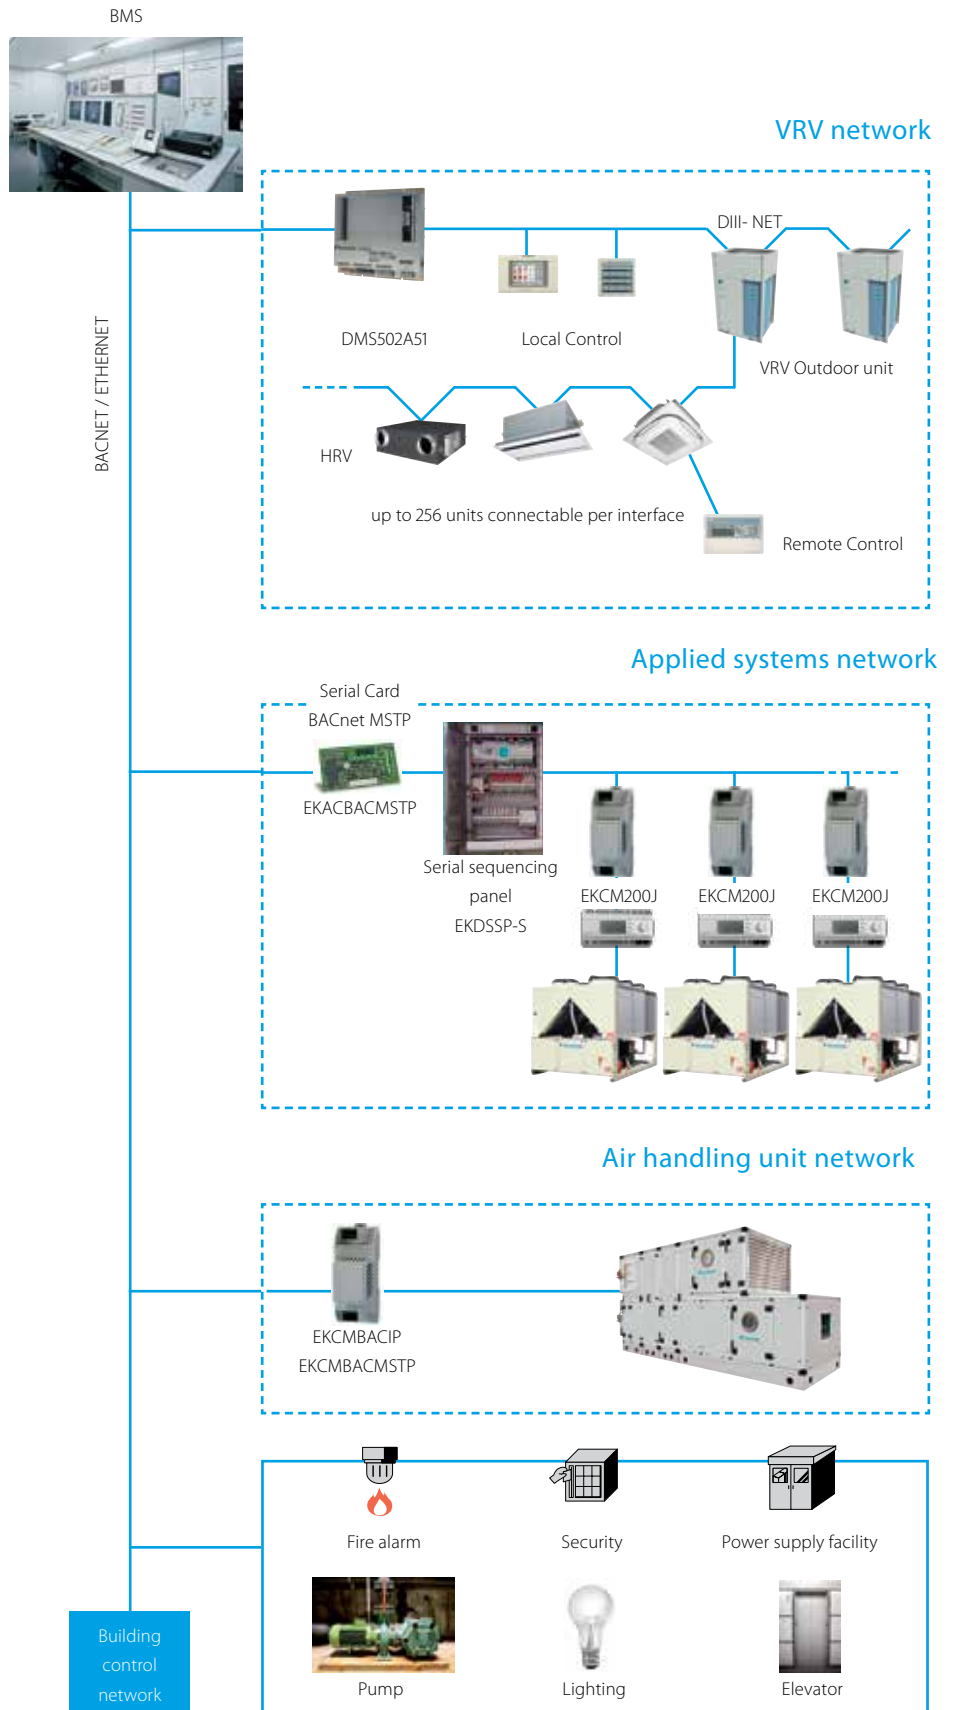 BMS
VRV network
DIII- NET
DMS502A51
Local Control
VRV Outdoor unit
BACNET / ETHERNET
HRV
up to 256 units connectable per interface
Remote Control
Applied systems network
Serial Card
BACnet MSTP
EKACBACMSTP
Serial sequencing
panel
EKDSSP-S
EKCM200J
EKCM200J
EKCM200J
Air handling unit network
EKCMBACIP
EKCMBACMSTP
Fire alarm
Security
Power supply facility
Building
control
network
Pump
Lighting
Elevator